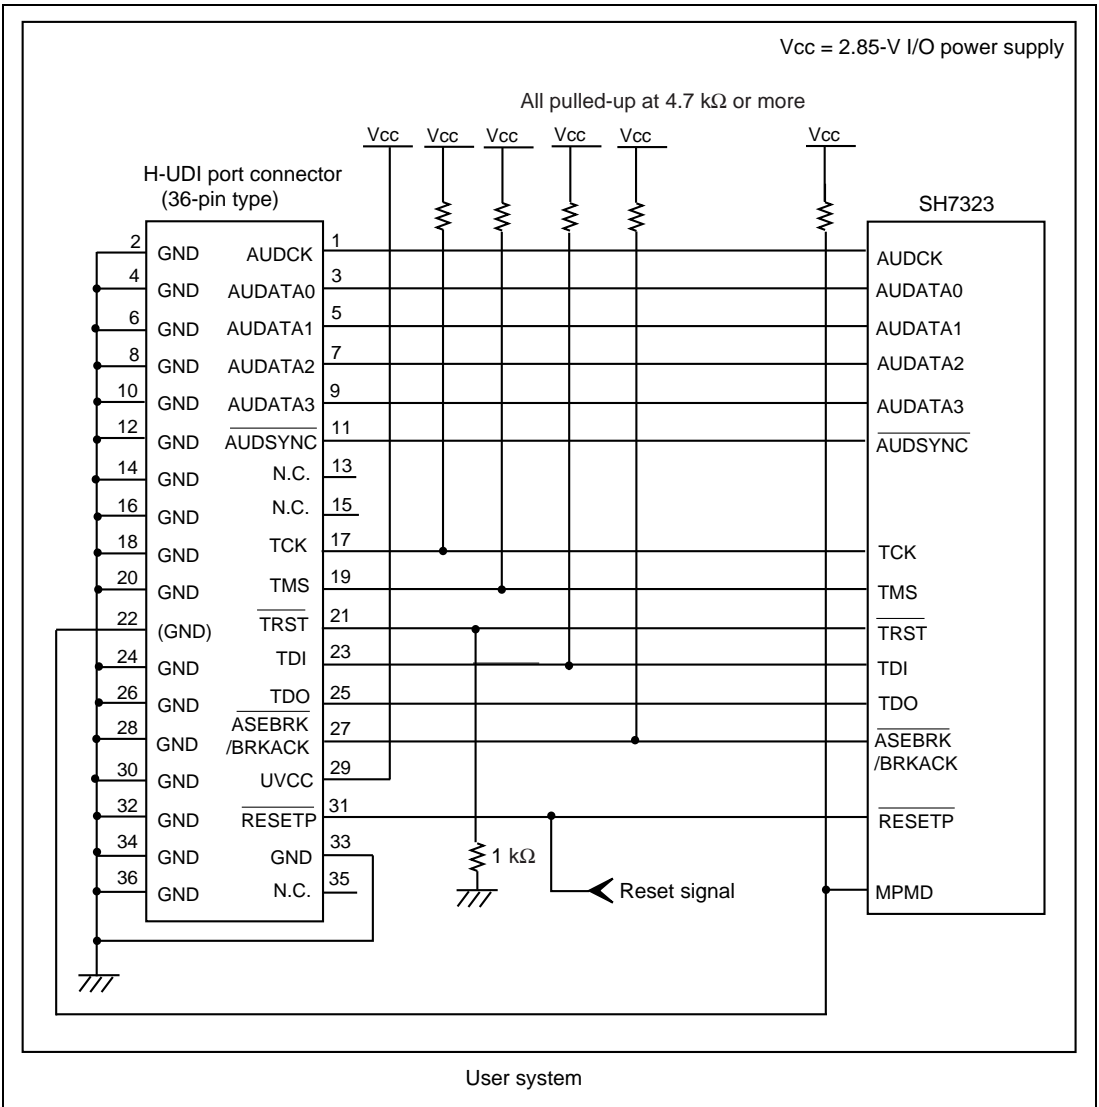 Vcc = 2.85-V I/O power supply
All pulled-up at 4.7 kΩ or more
Vcc Vcc Vcc Vcc Vcc Vcc
H-UDI port connector
(36-pin type)
SH7323
2 GND AUDCK 1 AUDCK
4 GND AUDATA0 3 AUDATA0
6 GND AUDATA1 5 AUDATA1
8 GND AUDATA2 7 AUDATA2
10 GND AUDATA3 9 AUDATA3
12 GND AUDSYNC 11 AUDSYNC
14 GND N.C. 13
16 GND N.C. 15
18 GND TCK 17 TCK
20 GND TMS 19 TMS
22 (GND) TRST 21 TRST
24 GND TDI 23 TDI
26 GND TDO 25 TDO
28 GND ASEBRK /BRKACK 27 ASEBRK /BRKACK
30 GND UVCC 29
32 GND RESETP 31 RESETP
34 GND GND 33
1 kΩ
36 GND N.C. 35
Reset signal
MPMD
User system